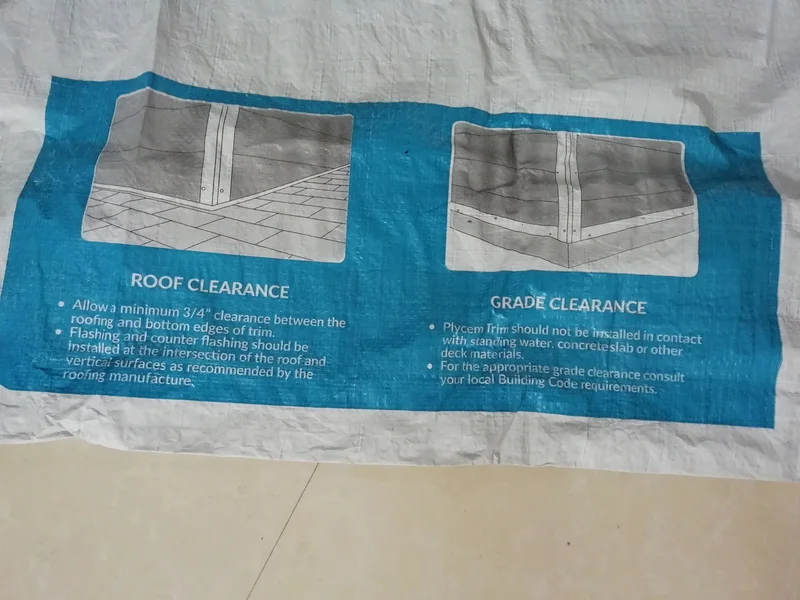 ROOF CLEARANCE
• Allow a minimum 3/4" clearance between the
roofing and bottom edges of trim.
• Flashing and counter flashing should be
installed at the intersection of the roof and
vertical surfaces as recommended by the
roofing manufacture.
GRADE CLEARANCE
• Plycem Trim should not be installed in contact
with standing water, concrete slab or other
deck materials.
• For the appropriate grade clearance consult
your local Building Code requirements.